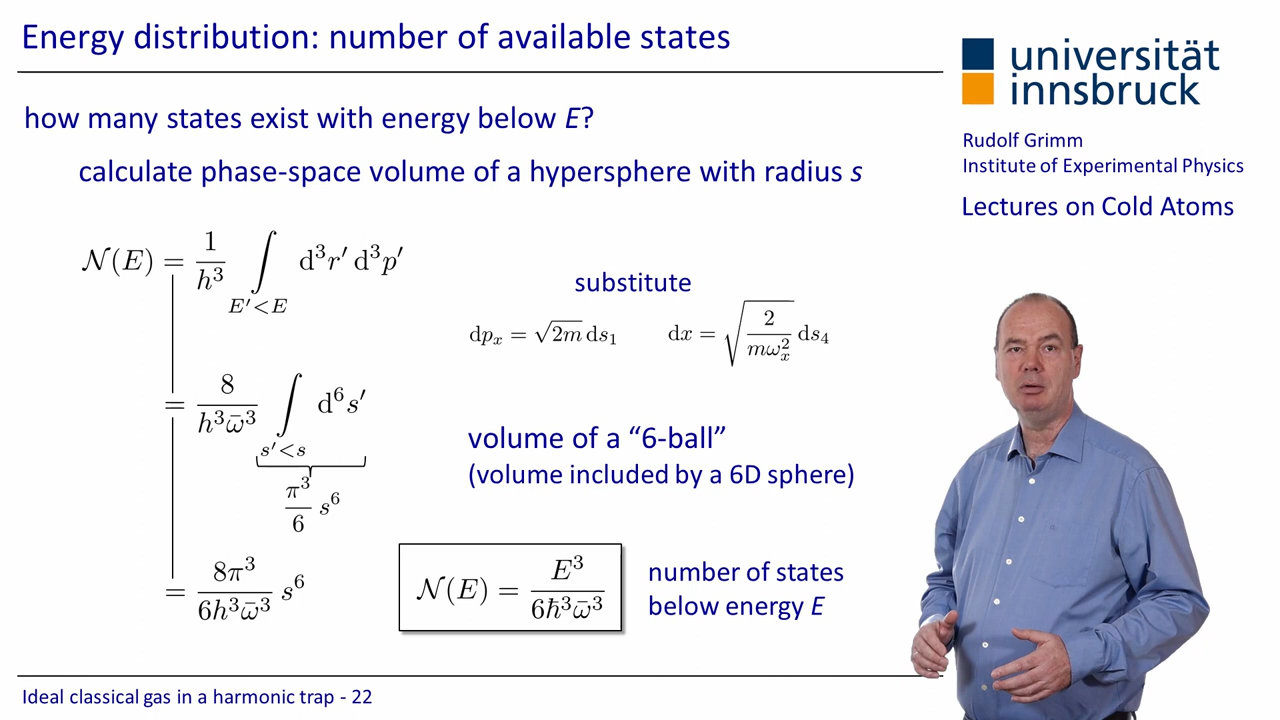 Energy distribution: number of available states
universität
innsbruck
Rudolf Grimm
Institute of Experimental Physics
Lectures on Cold Atoms
how many states exist with energy below E?
calculate phase-space volume of a hypersphere with radius s
𝒩(E) = 1/h³ ∫_{E′<E} d³r′ d³p′
substitute
dpₓ = √(2m) ds₁    dx = √(2/(mωₓ²)) ds₄
= 8/(h³ω̄³) ∫_{s′<s} d⁶s′
π³/6 s⁶
volume of a “6-ball”
(volume included by a 6D sphere)
= 8π³/(6h³ω̄³) s⁶
𝒩(E) = E³/(6ħ³ω̄³)
number of states
below energy E
Ideal classical gas in a harmonic trap - 22